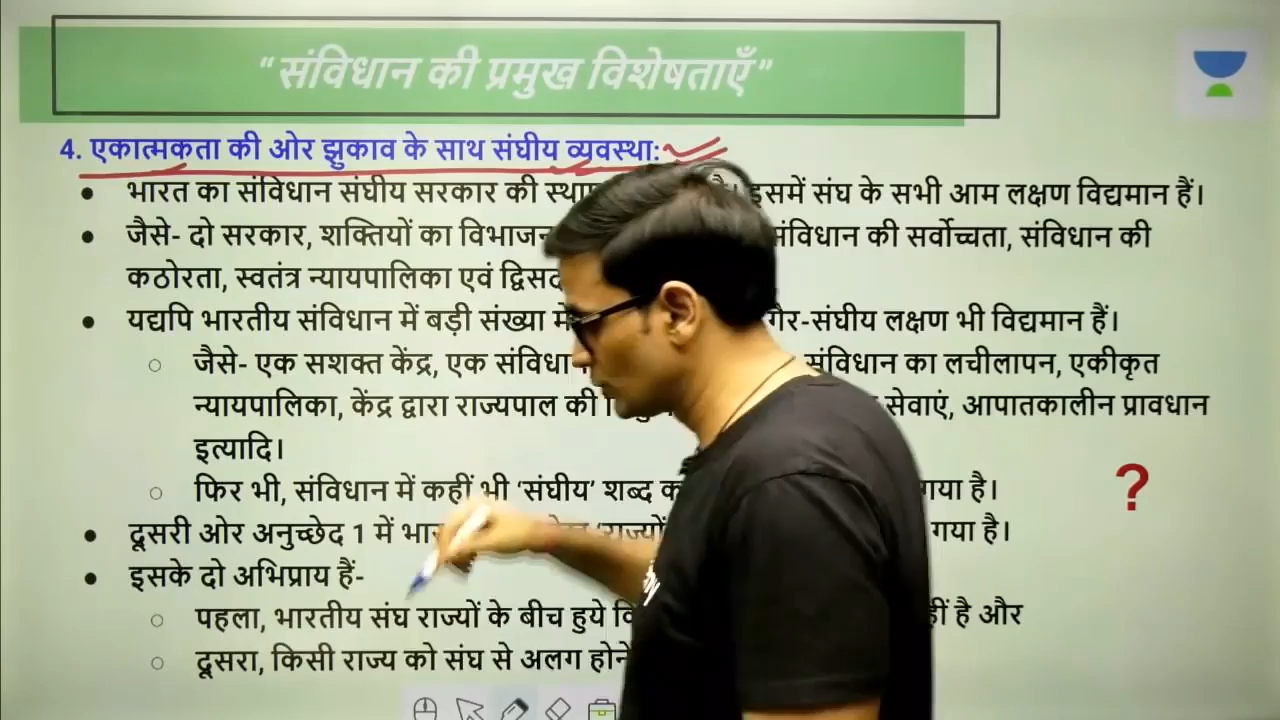 “संविधान की प्रमुख विशेषताएँ”
4. एकात्मकता की ओर झुकाव के साथ संघीय व्यवस्था:
● भारत का संविधान संघीय सरकार की है। इसमें संघ के सभी आम लक्षण विद्यमान हैं।
● जैसे- दो सरकार, शक्तियों का संविधान की सर्वोच्चता, संविधान की
कठोरता, स्वतंत्र न्यायपालिका एवं
● यद्यपि भारतीय संविधान में बड़ी संख्या गैर-संघीय लक्षण भी विद्यमान हैं।
○ जैसे- एक सशक्त केंद्र, एक संविधान का लचीलापन, एकीकृत
न्यायपालिका, केंद्र द्वारा राज्यपाल की सेवाएं, आपातकालीन प्रावधान
इत्यादि।
○ फिर भी, संविधान में कहीं भी ‘संघीय’ शब्द गया है।
?
● दूसरी ओर अनुच्छेद 1 में गया है।
● इसके दो अभिप्राय हैं-
○ पहला, भारतीय संघ राज्यों के बीच हुये है और
○ दूसरा, किसी राज्य को संघ से अलग